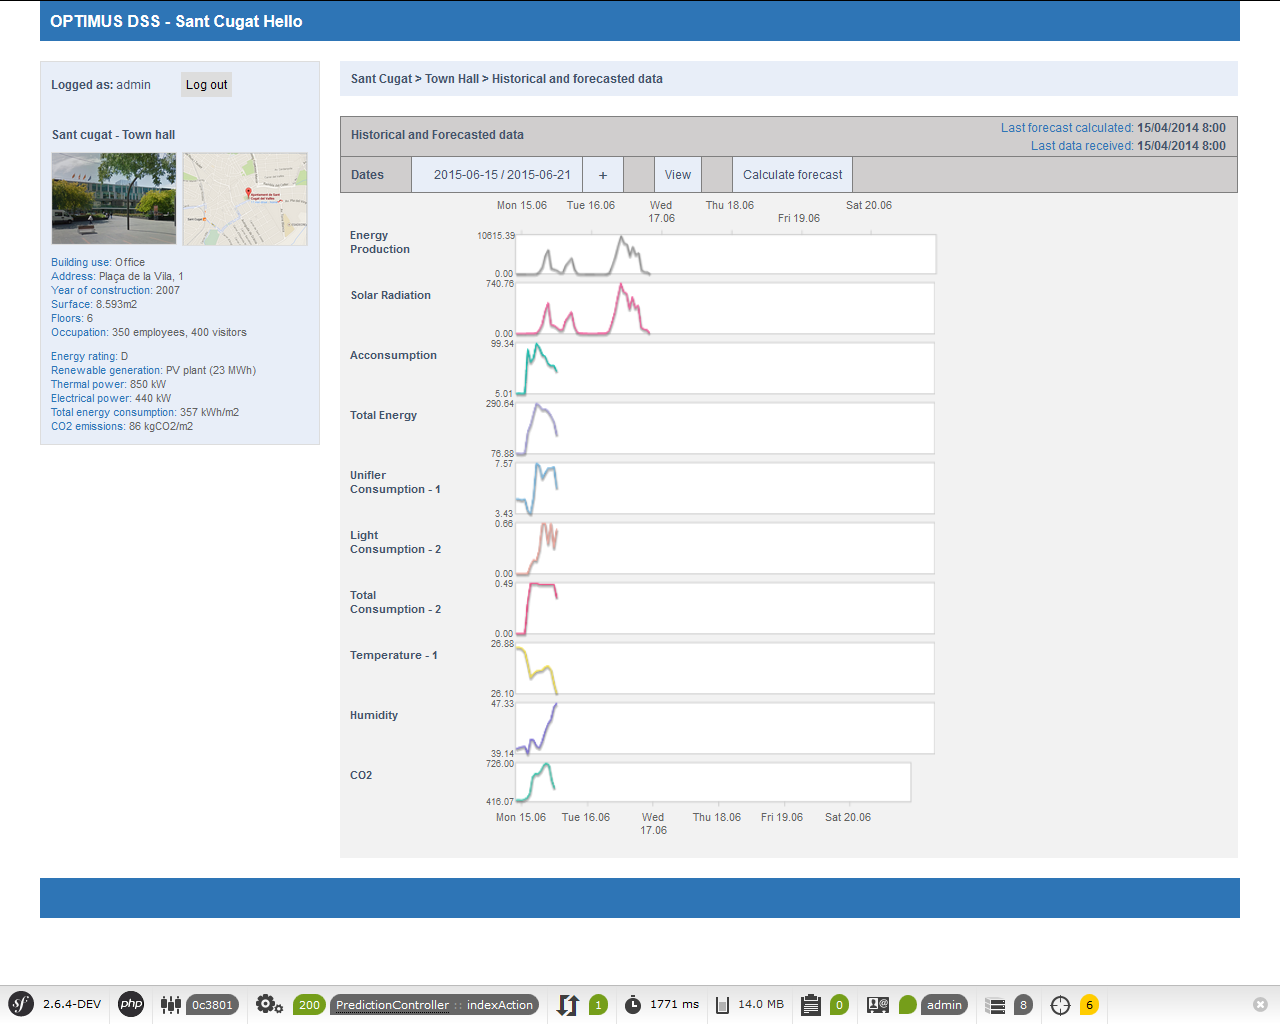 OPTIMUS DSS - Sant Cugat Hello
Logged as: admin
Log out
Sant cugat - Town hall
Building use: Office
Address: Plaça de la Vila, 1
Year of construction: 2007
Surface: 8.593m2
Floors: 6
Occupation: 350 employees, 400 visitors
Energy rating: D
Renewable generation: PV plant (23 MWh)
Thermal power: 850 kW
Electrical power: 440 kW
Total energy consumption: 357 kWh/m2
CO2 emissions: 86 kgCO2/m2
Sant Cugat > Town Hall > Historical and forecasted data
Historical and Forecasted data
Last forecast calculated: 15/04/2014 8:00
Last data received: 15/04/2014 8:00
Dates
2015-06-15 / 2015-06-21
+
View
Calculate forecast
Mon 15.06
Tue 16.06
Wed
17.06
Thu 18.06
Fri 19.06
Sat 20.06
Energy
Production
10615.39
0.00
Solar Radiation
740.76
0.00
Acconsumption
99.34
5.01
Total Energy
290.64
76.88
Unifler
Consumption - 1
7.57
3.43
Light
Consumption - 2
0.66
0.00
Total
Consumption - 2
0.49
0.00
Temperature - 1
26.88
26.10
Humidity
47.33
39.14
CO2
726.00
416.07
Mon 15.06
Tue 16.06
Wed
17.06
Thu 18.06
Fri 19.06
Sat 20.06
sf
2.6.4-DEV
php
0c3801
200
PredictionController :: indexAction
1
1771 ms
14.0 MB
0
admin
8
6